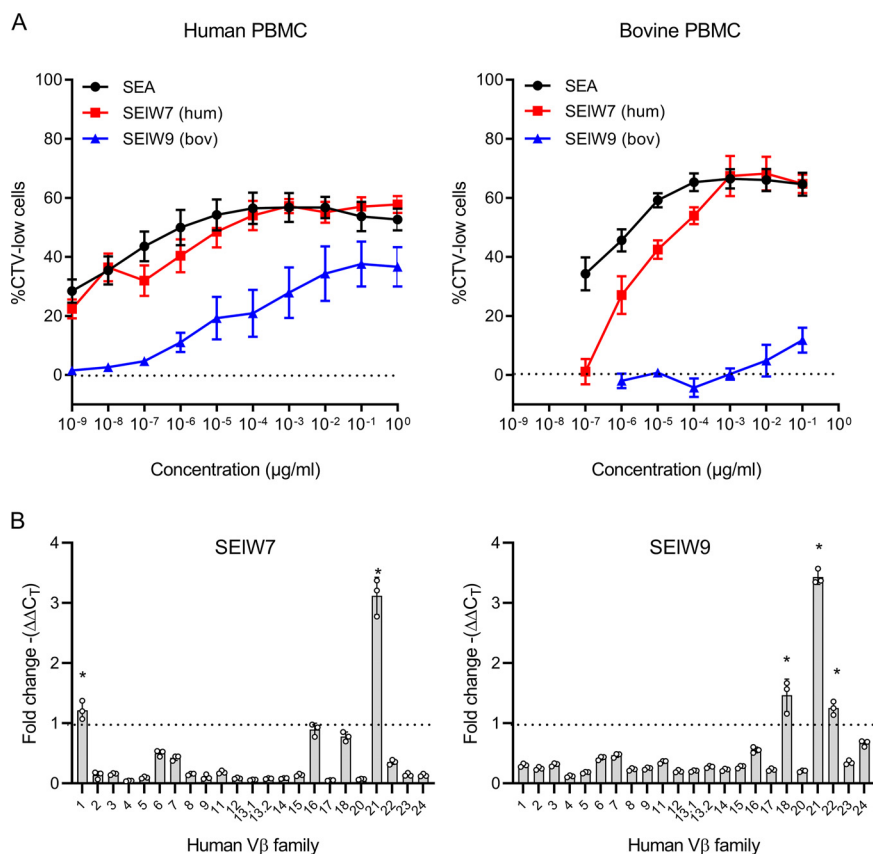 A
Human PBMC
Bovine PBMC
100
80
60
40
20
0
%CTV-low cells
SEA
SElW7 (hum)
SElW9 (bov)
10-9 10-8 10-7 10-6 10-5 10-4 10-3 10-2 10-1 100
Concentration (µg/ml)
100
80
60
40
20
0
%CTV-low cells
SEA
SElW7 (hum)
SElW9 (bov)
10-9 10-8 10-7 10-6 10-5 10-4 10-3 10-2 10-1 100
Concentration (µg/ml)
B
SElW7
4
3
2
1
0
Fold change -(ΔΔCT)
*
*
1 2 3 4 5 6 7 8 9 11 12 13.1 13.2 14 15 16 17 18 20 21 22 23 24
Human Vβ family
SElW9
4
3
2
1
0
Fold change -(ΔΔCT)
*
*
*
1 2 3 4 5 6 7 8 9 11 12 13.1 13.2 14 15 16 17 18 20 21 22 23 24
Human Vβ family